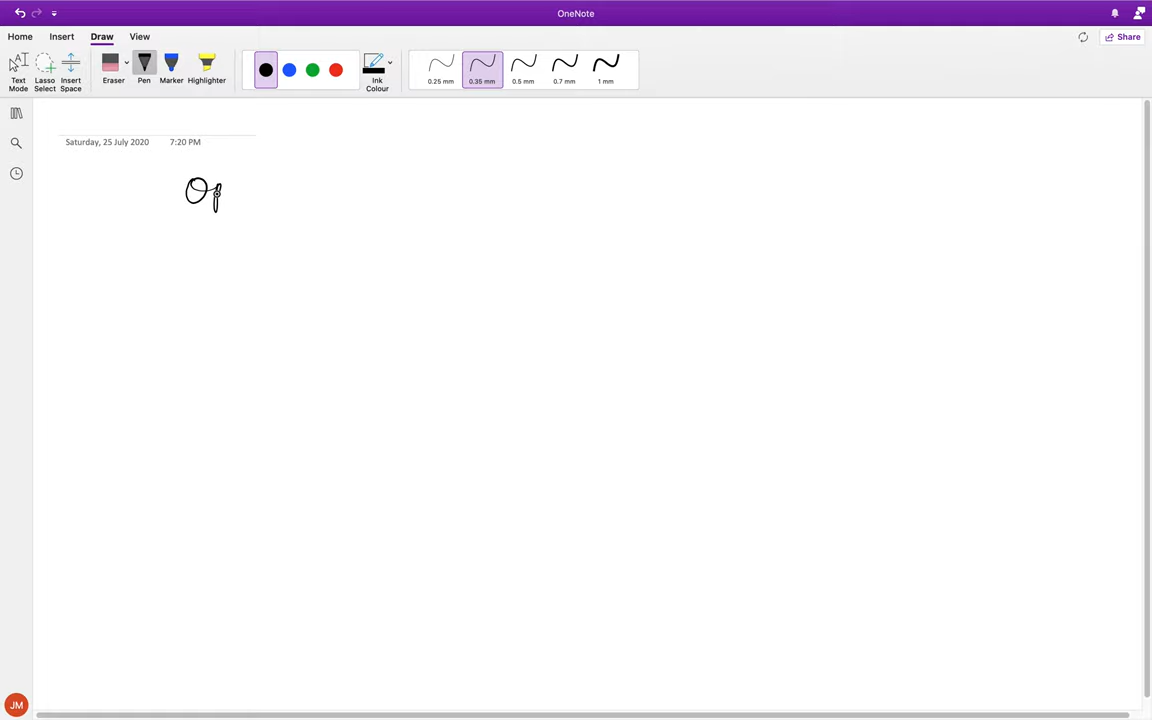 OneNote
Home Insert Draw View
Share
Text Mode
Lasso Select
Insert Space
Eraser
Pen
Marker
Highlighter
Ink Colour
0.25 mm
0.35 mm
0.5 mm
0.7 mm
1 mm
Saturday, 25 July 2020 7:20 PM
Op
JM